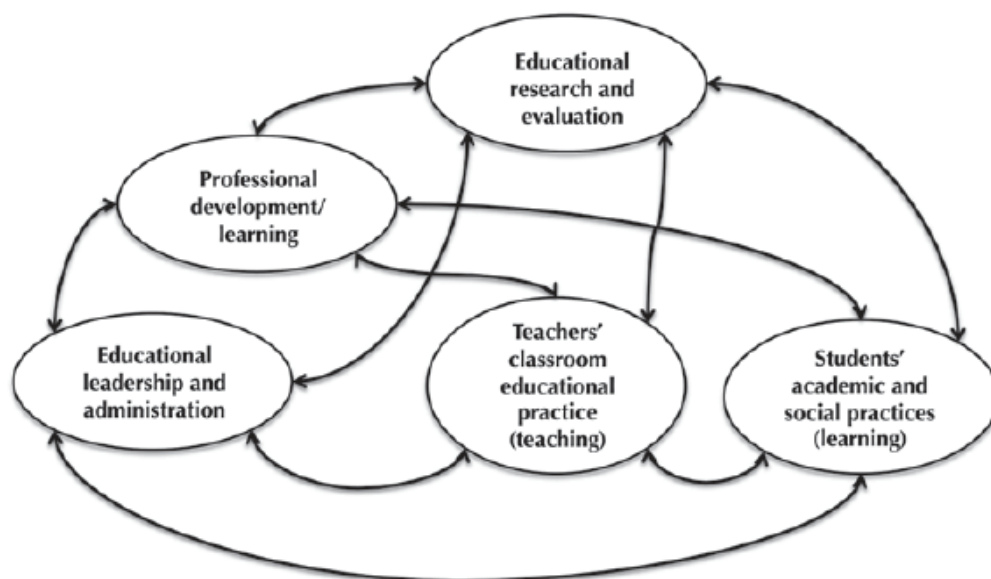 Educational
research and
evaluation
Professional
development/
learning
Educational
leadership and
administration
Teachers’
classroom
educational
practice
(teaching)
Students’
academic and
social practices
(learning)